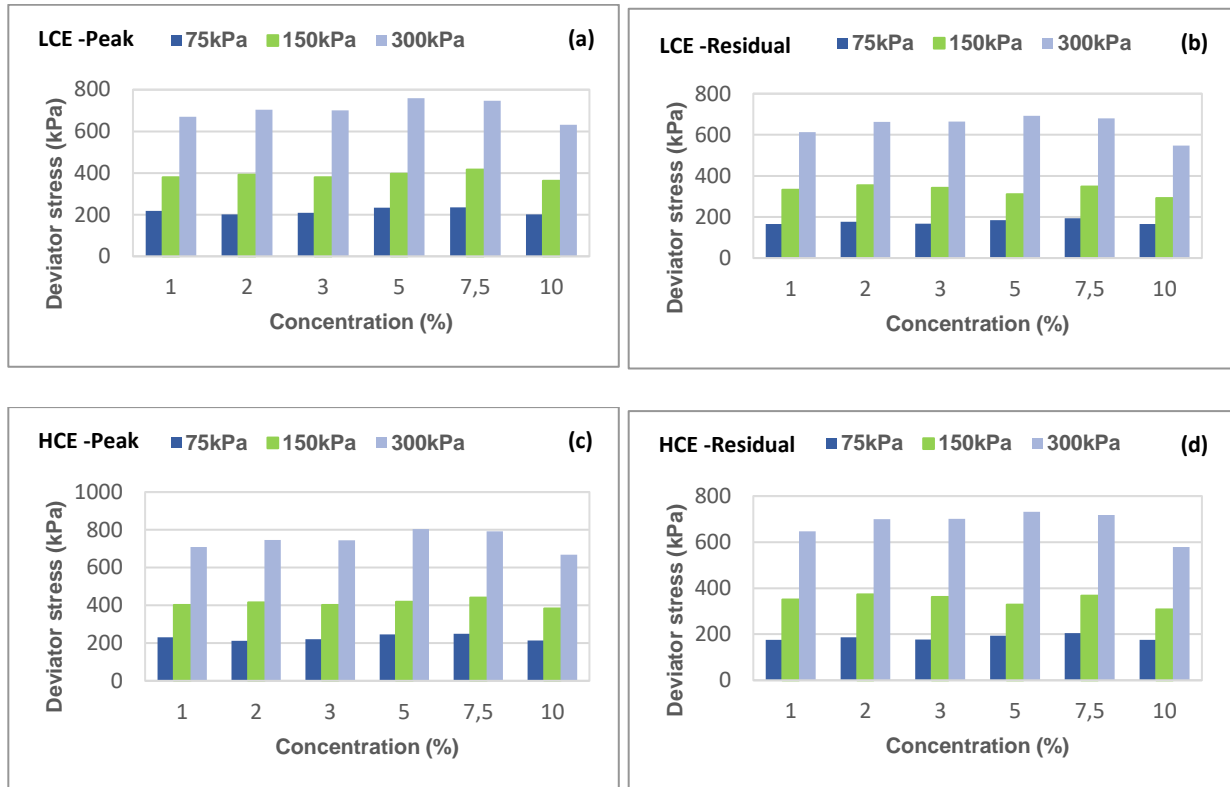 LCE -Peak 75kPa 150kPa 300kPa (a)
800
600
400
200
0
Deviator stress (kPa)
1 2 3 5 7,5 10
Concentration (%)
LCE -Residual 75kPa 150kPa 300kPa (b)
800
600
400
200
0
Deviator stress (kPa)
1 2 3 5 7,5 10
Concentration (%)
HCE -Peak 75kPa 150kPa 300kPa (c)
1000
800
600
400
200
0
Deviator stress (kPa)
1 2 3 5 7,5 10
Concentration (%)
HCE -Residual 75kPa 150kPa 300kPa (d)
800
600
400
200
0
Deviator stress (kPa)
1 2 3 5 7,5 10
Concentration (%)